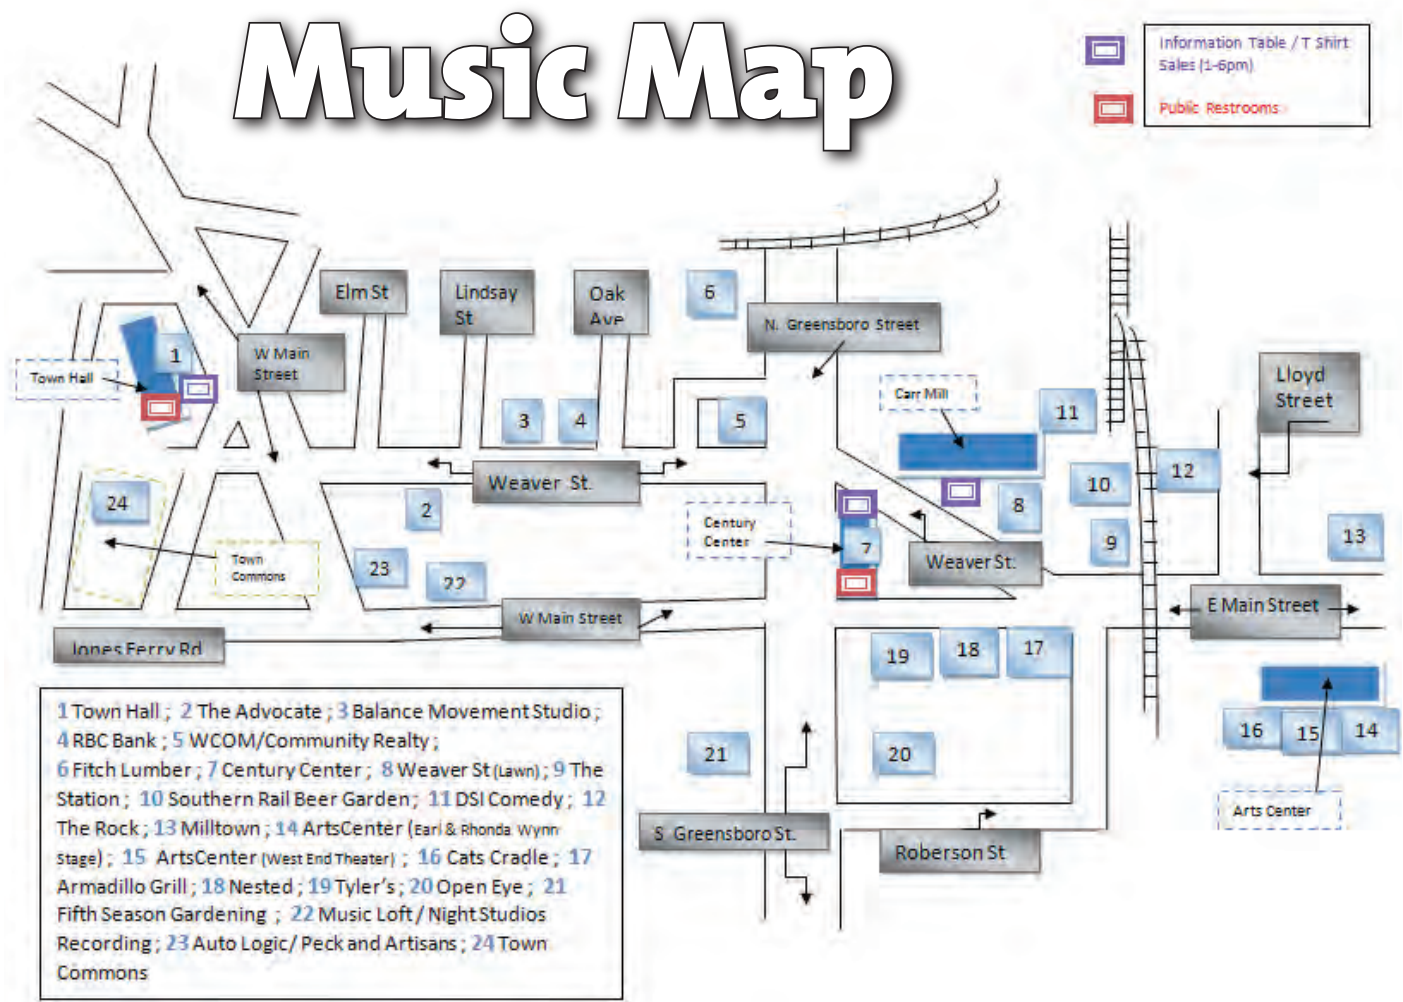 Music Map
Information Table / T Shirt
Sales (1-6pm)
Public Restrooms
Elm St
Lindsay
St
Oak
Ave
6
N. Greensboro Street
1
W Main
Street
Town Hall
Lloyd
Street
Carr Mill
11
3
4
5
12
Weaver St.
10
24
2
Century
Center
8
13
7
9
Town
Commons
23
22
Weaver St.
W Main Street
E Main Street
Jones Ferry Rd
19
18
17
16
15
14
21
20
Arts Center
S Greensboro St.
Roberson St
1 Town Hall ; 2 The Advocate ; 3 Balance Movement Studio ;
4 RBC Bank ; 5 WCOM/Community Realty ;
6 Fitch Lumber ; 7 Century Center ; 8 Weaver St (Lawn) ; 9 The
Station ; 10 Southern Rail Beer Garden ; 11 DSI Comedy ; 12
The Rock ; 13 Milltown ; 14 ArtsCenter (Earl & Rhonda Wynn
Stage) ; 15 ArtsCenter (West End Theater) ; 16 Cats Cradle ; 17
Armadillo Grill ; 18 Nested ; 19 Tyler's ; 20 Open Eye ; 21
Fifth Season Gardening ; 22 Music Loft / Night Studios
Recording ; 23 Auto Logic/ Peck and Artisans ; 24 Town
Commons